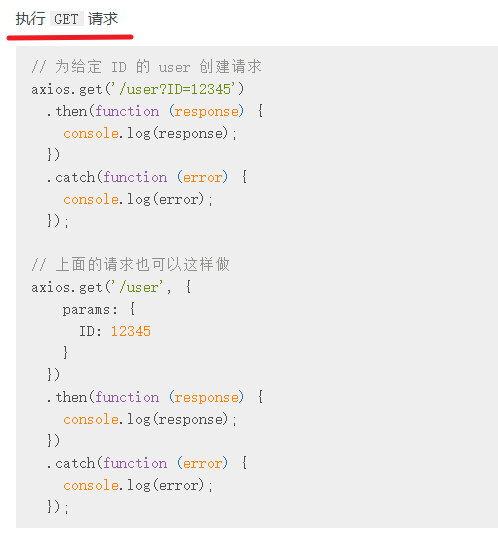 执行 GET 请求
// 为给定 ID 的 user 创建请求
axios.get('/user?ID=12345')
  .then(function (response) {
    console.log(response);
  })
  .catch(function (error) {
    console.log(error);
  });

// 上面的请求也可以这样做
axios.get('/user', {
    params: {
      ID: 12345
    }
  })
  .then(function (response) {
    console.log(response);
  })
  .catch(function (error) {
    console.log(error);
  });